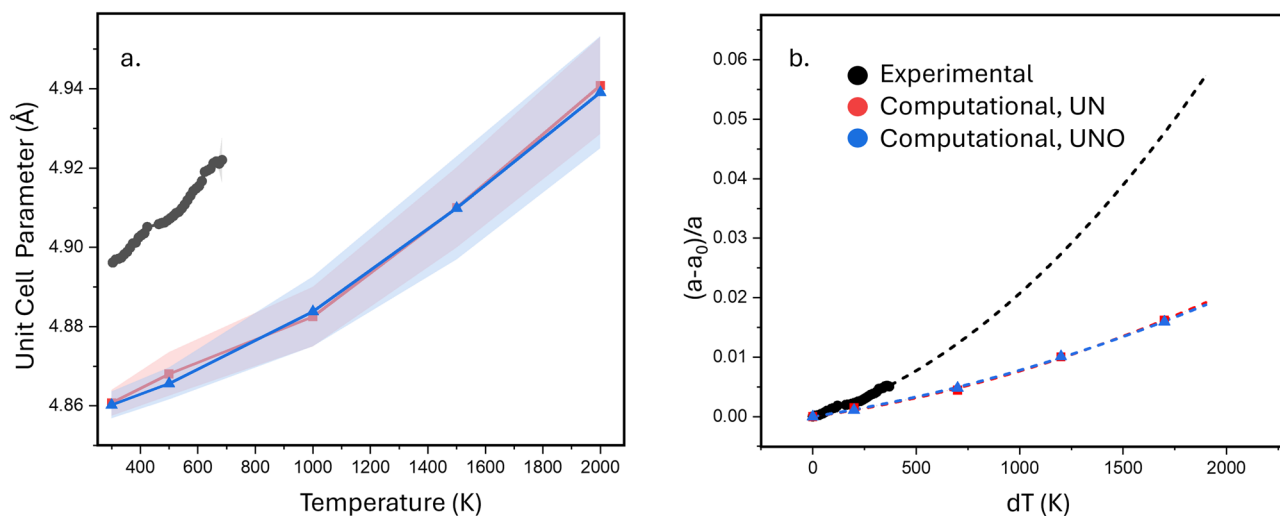 a.
4.94
4.92
4.90
4.88
4.86
Unit Cell Parameter (Å)
400 600 800 1000 1200 1400 1600 1800 2000
Temperature (K)
b.
Experimental
Computational, UN
Computational, UNO
0.06
0.05
0.04
0.03
0.02
0.01
0.00
(a-a₀)/a
0 500 1000 1500 2000
dT (K)